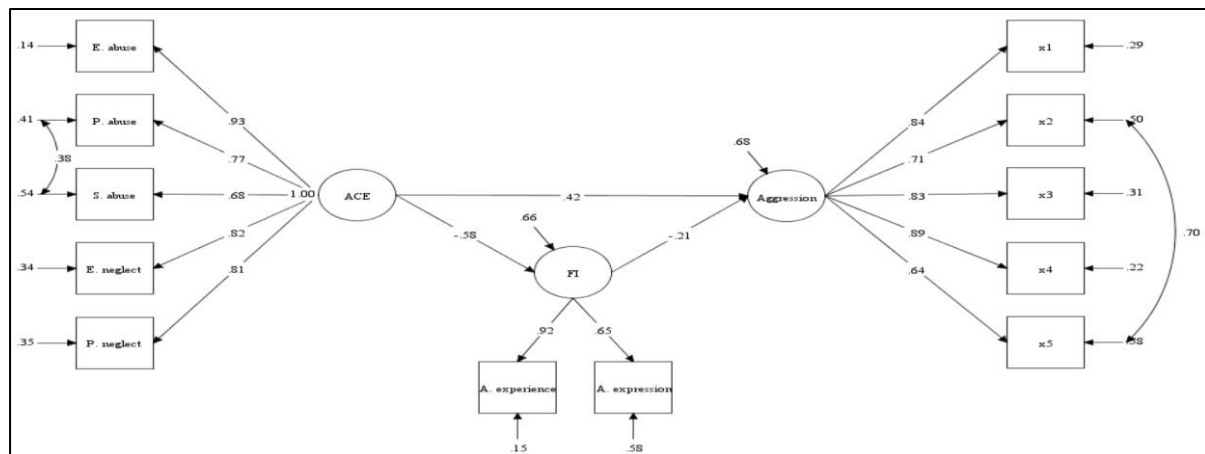 .14
E. abuse
x1
.29
.41
P. abuse
.93
.84
x2
.50
.38
.77
.71
.68
.54
S. abuse
.68
1.00
ACE
.42
Aggression
.83
x3
.31
.66
-.58
-.21
.82
.89
.70
.34
E. neglect
.81
FI
.64
x4
.22
.35
P. neglect
.92
.65
x5
A. experience
A. expression
.15
.58